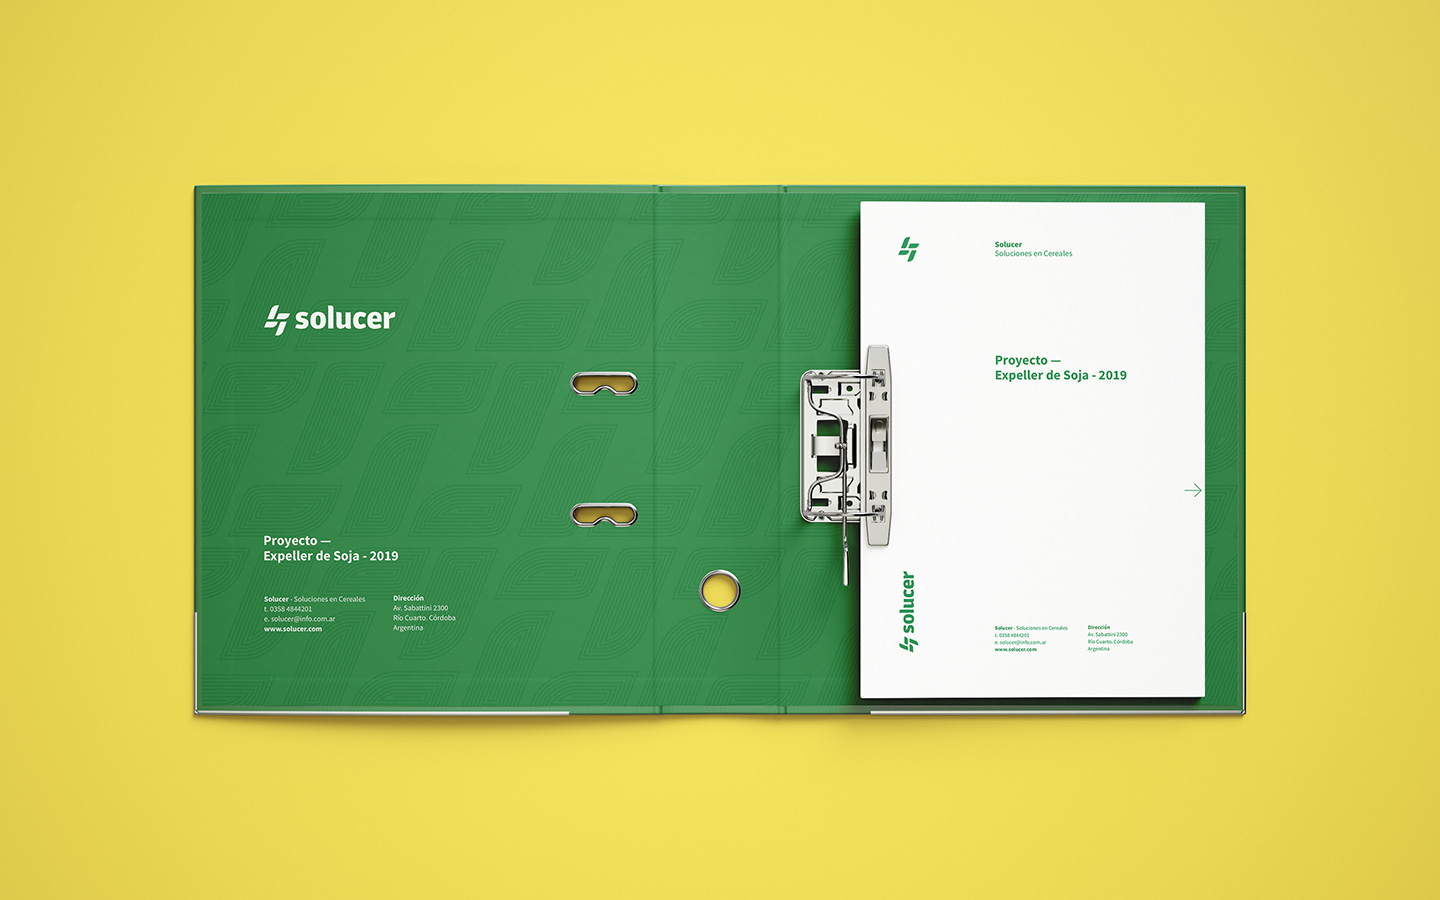 solucer
Proyecto —
Expeller de Soja - 2019
Solucer - Soluciones en Cereales
t. 0358 4844201
e. solucer@info.com.ar
www.solucer.com
Dirección
Av. Sabattini 2300
Río Cuarto, Córdoba
Argentina
Solucer
Soluciones en Cereales
Proyecto —
Expeller de Soja - 2019
solucer
Solucer - Soluciones en Cereales
t. 0358 4844201
e. solucer@info.com.ar
www.solucer.com
Dirección
Av. Sabattini 2300
Río Cuarto, Córdoba
Argentina